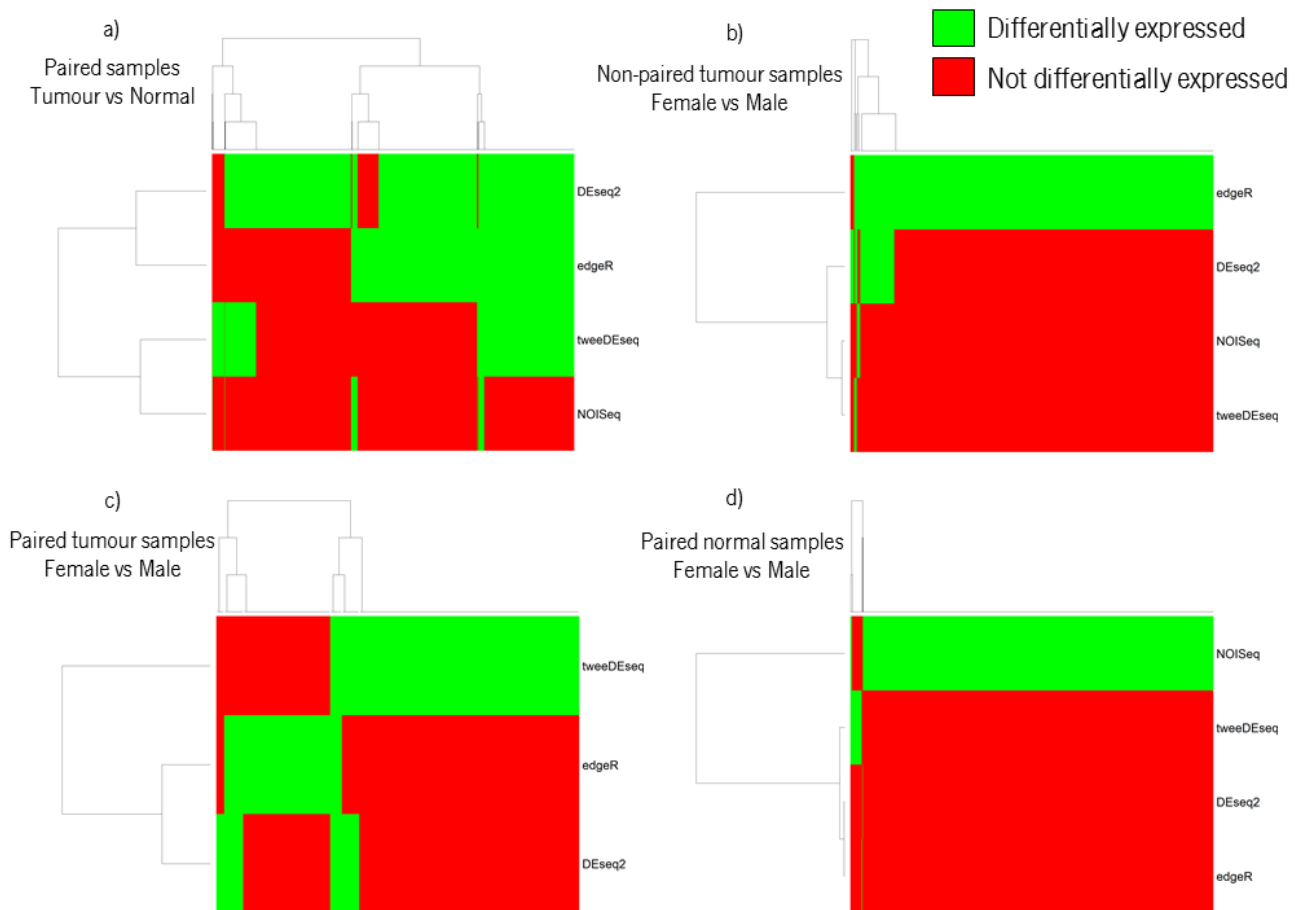 a)
Paired samples
Tumour vs Normal
DEseq2
edgeR
tweeDEseq
NOISeq
b)
Non-paired tumour samples
Female vs Male
Differentially expressed
Not differentially expressed
edgeR
DEseq2
NOISeq
tweeDEseq
c)
Paired tumour samples
Female vs Male
tweeDEseq
edgeR
DEseq2
d)
Paired normal samples
Female vs Male
NOISeq
tweeDEseq
DEseq2
edgeR